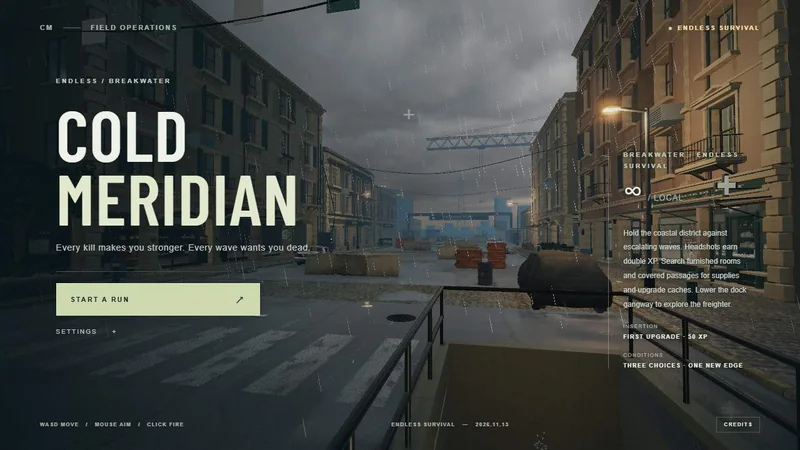 CM — FIELD OPERATIONS
ENDLESS SURVIVAL
ENDLESS / BREAKWATER
COLD
MERIDIAN
Every kill makes you stronger. Every wave wants you dead.
START A RUN ↗
SETTINGS +
BREAKWATER / ENDLESS
SURVIVAL
∞ / LOCAL
Hold the coastal district against
escalating waves. Headshots earn
double XP. Search furnished rooms
and covered passages for supplies
and upgrade caches. Lower the dock
gangway to explore the freighter.
INSERTION
FIRST UPGRADE · 50 XP
CONDITIONS
THREE CHOICES · ONE NEW EDGE
WASD MOVE / MOUSE AIM / CLICK FIRE
ENDLESS SURVIVAL — 2026.11.13
CREDITS